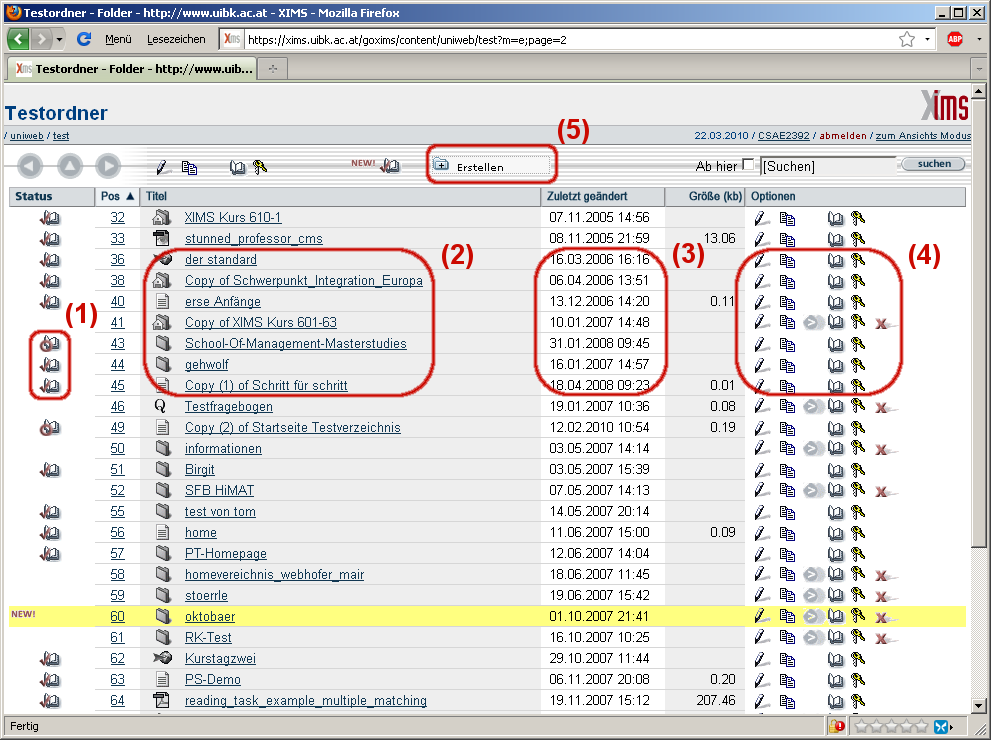 Testordner - Folder - http://www.uibk.ac.at - XIMS - Mozilla Firefox
Menü Lesezeichen Xms https://xims.uibk.ac.at/goxims/content/uniweb/test?m=e;page=2 ABP
Xms Testordner - Folder - http://www.uib...
Testordner Xims
/ uniweb / test 22.03.2010 / CSAE2392 / abmelden / zum Ansichts Modus
(5)
NEW! Erstellen Ab hier [Suchen] suchen
Status Pos Titel Zuletzt geändert Größe (kb) Optionen
32 XIMS Kurs 610-1 07.11.2005 14:56
33 stunned_professor_cms 08.11.2005 21:59 13.06
36 der standard (2) 16.03.2006 16:16 (3) (4)
38 Copy of Schwerpunkt_Integration_Europa 06.04.2006 13:51
40 erse Anfänge 13.12.2006 14:20 0.11
(1) 41 Copy of XIMS Kurs 601-63 10.01.2007 14:48 X
43 School-Of-Management-Masterstudies 31.01.2008 09:45
44 gehwolf 16.01.2007 14:57
45 Copy (1) of Schritt für schritt 18.04.2008 09:23 0.01
46 Q Testfragebogen 19.01.2007 10:36 0.08 X
49 Copy (2) of Startseite Testverzeichnis 12.02.2010 10:54 0.19
50 informationen 03.05.2007 14:14 X
51 Birgit 03.05.2007 15:39
52 SFB HiMAT 07.05.2007 14:13 X
55 test von tom 14.05.2007 20:14
56 home 11.06.2007 15:00 0.09
57 PT-Homepage 12.06.2007 14:04
58 homevereichnis_webhofer_mair 18.06.2007 11:45 X
59 stoerrle 19.06.2007 15:42 X
NEW! 60 oktobaer 01.10.2007 21:41 X
61 RK-Test 16.10.2007 10:25 X
62 Kurstagzwei 29.10.2007 11:44
63 PS-Demo 06.11.2007 20:08 0.20
64 reading_task_example_multiple_matching 19.11.2007 15:12 207.46
Fertig